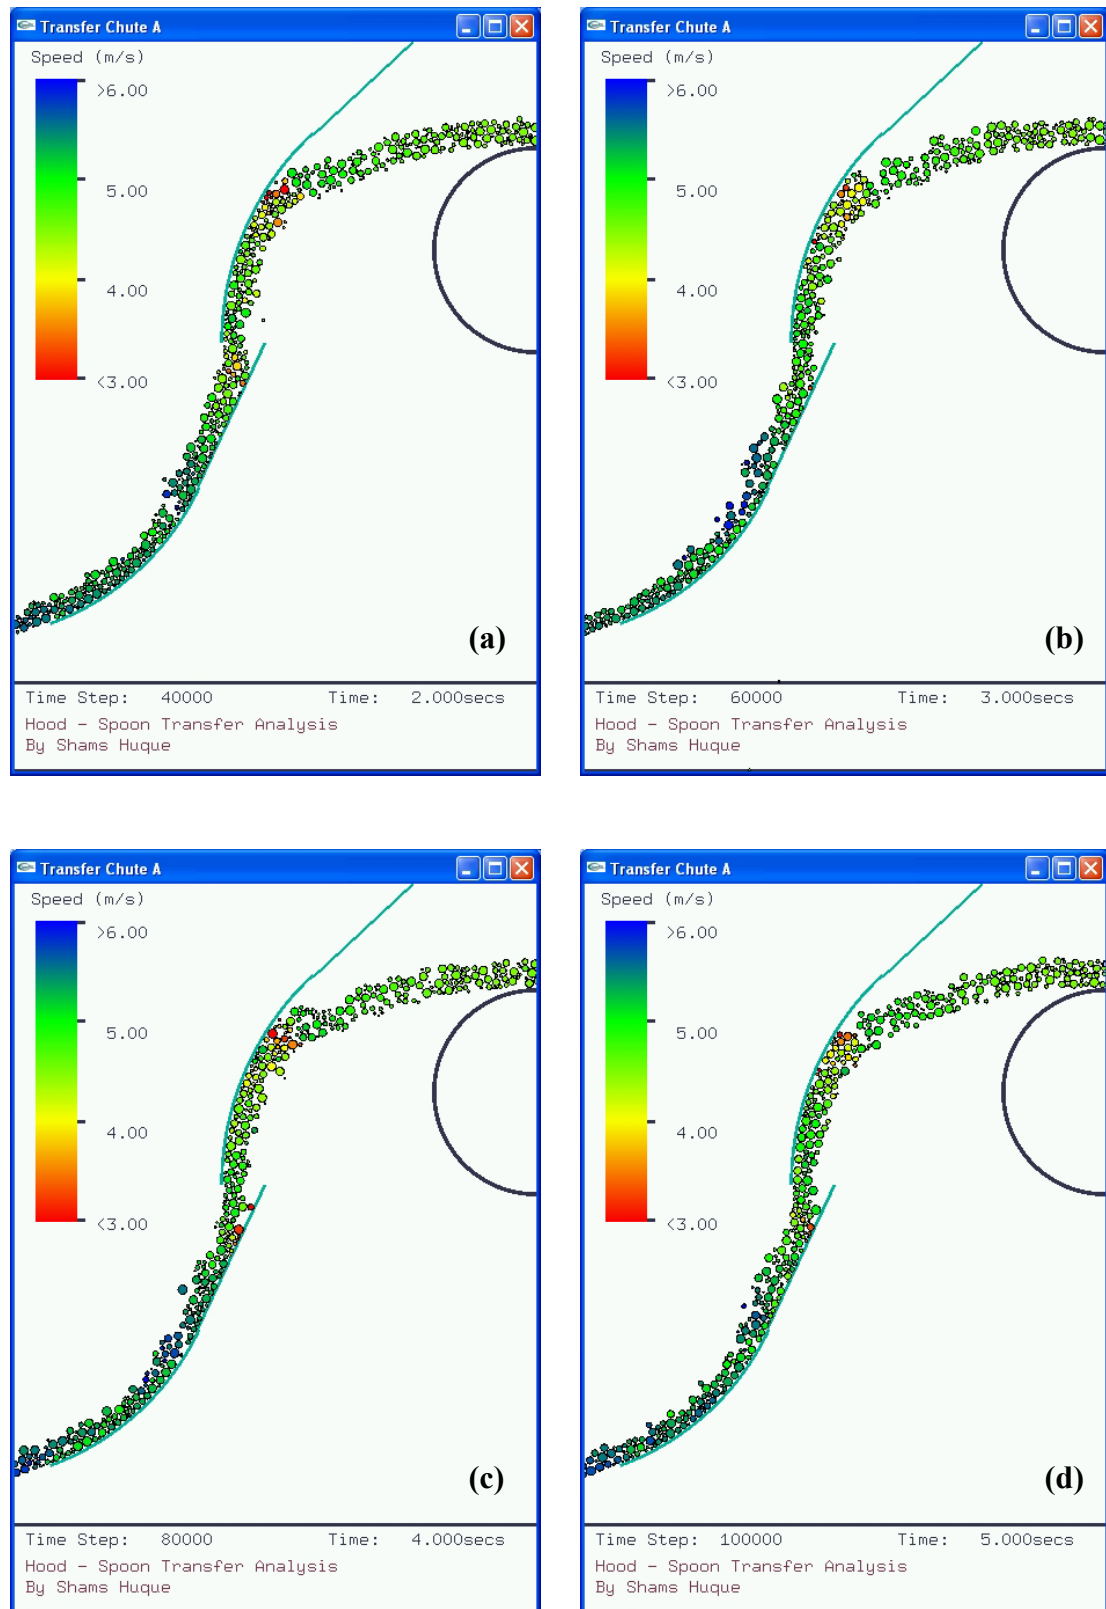 Transfer Chute A
Speed (m/s)
>6.00
5.00
4.00
<3.00
(a)
Time Step: 40000 Time: 2.000secs
Hood - Spoon Transfer Analysis
By Shams Huque
Transfer Chute A
Speed (m/s)
>6.00
5.00
4.00
<3.00
(b)
Time Step: 60000 Time: 3.000secs
Hood - Spoon Transfer Analysis
By Shams Huque
Transfer Chute A
Speed (m/s)
>6.00
5.00
4.00
<3.00
(c)
Time Step: 80000 Time: 4.000secs
Hood - Spoon Transfer Analysis
By Shams Huque
Transfer Chute A
Speed (m/s)
>6.00
5.00
4.00
<3.00
(d)
Time Step: 100000 Time: 5.000secs
Hood - Spoon Transfer Analysis
By Shams Huque